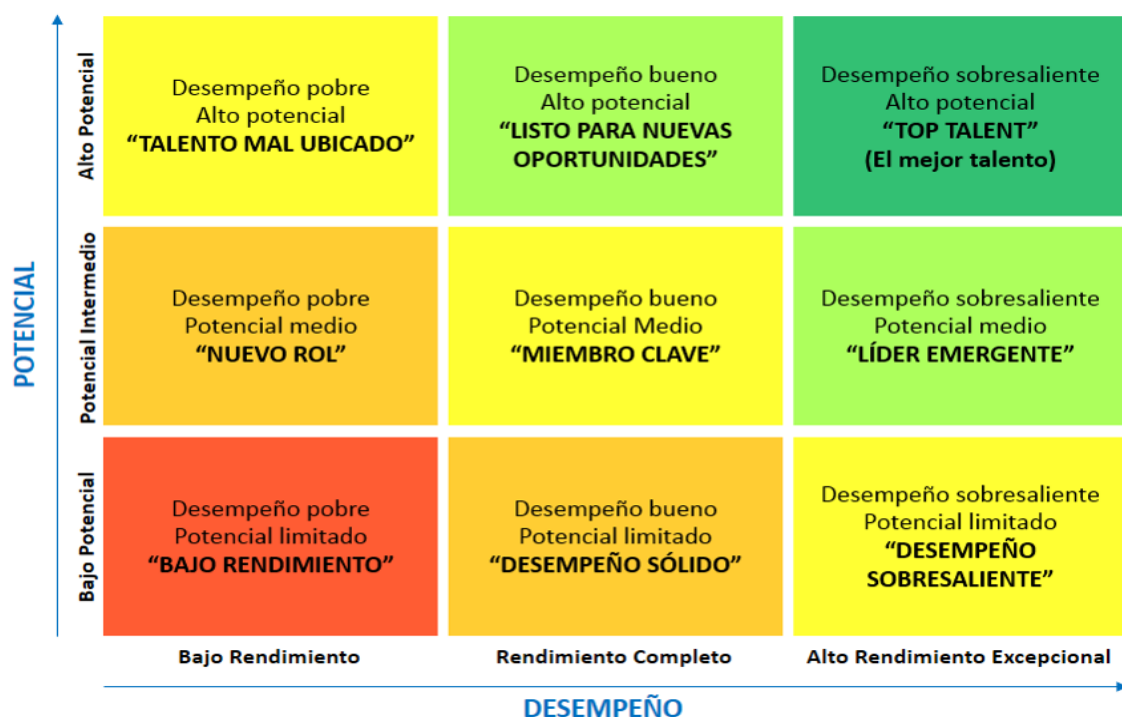 POTENCIAL
Alto Potencial
Desempeño pobre
Alto potencial
“TALENTO MAL UBICADO”
Desempeño bueno
Alto potencial
“LISTO PARA NUEVAS
OPORTUNIDADES”
Desempeño sobresaliente
Alto potencial
“TOP TALENT”
(El mejor talento)
Potencial Intermedio
Desempeño pobre
Potencial medio
“NUEVO ROL”
Desempeño bueno
Potencial Medio
“MIEMBRO CLAVE”
Desempeño sobresaliente
Potencial medio
“LÍDER EMERGENTE”
Bajo Potencial
Desempeño pobre
Potencial limitado
“BAJO RENDIMIENTO”
Desempeño bueno
Potencial limitado
“DESEMPEÑO SÓLIDO”
Desempeño sobresaliente
Potencial limitado
“DESEMPEÑO
SOBRESALIENTE”
Bajo Rendimiento
Rendimiento Completo
Alto Rendimiento Excepcional
DESEMPEÑO